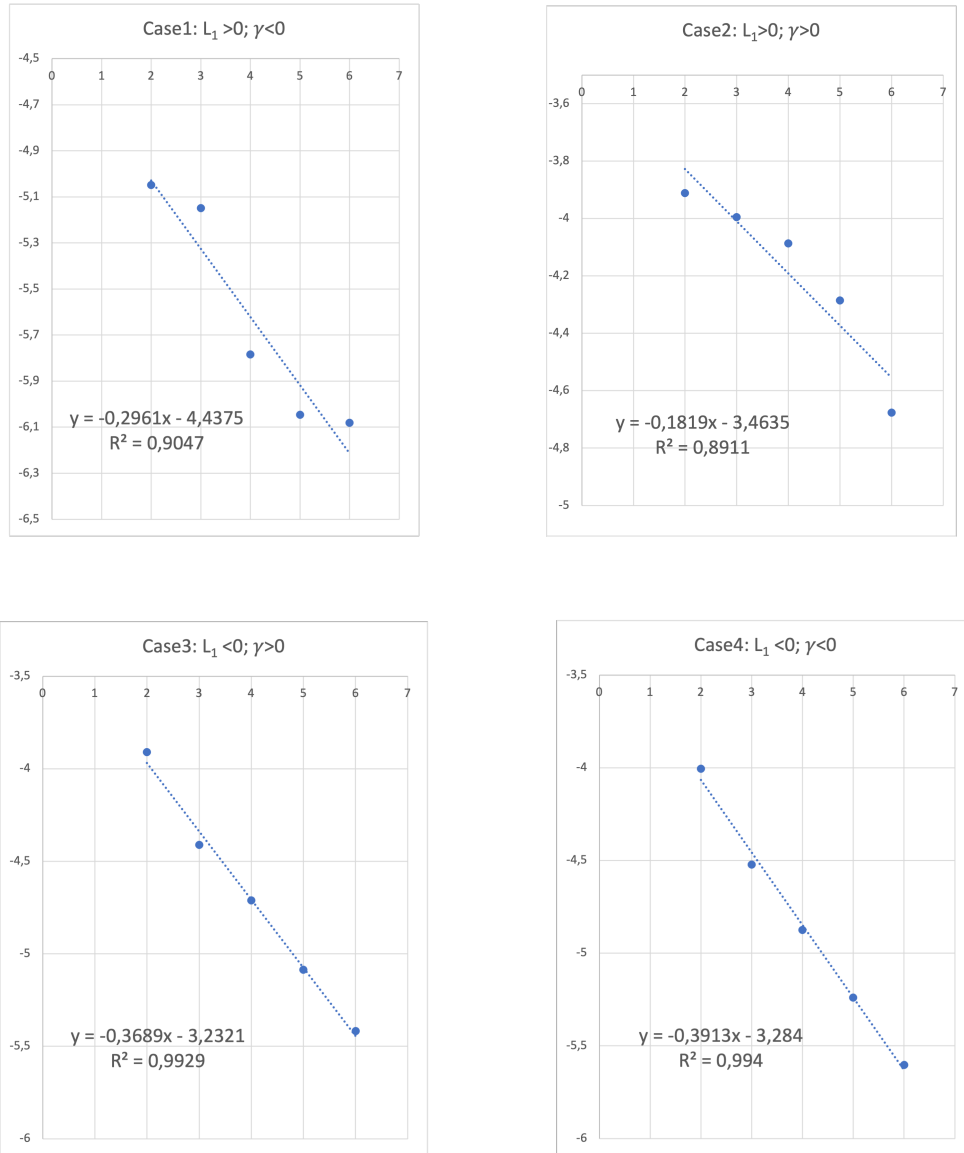 Case1: L₁ >0; γ<0
-4,5
0 1 2 3 4 5 6 7
-4,7
-4,9
-5,1
-5,3
-5,5
-5,7
-5,9
y = -0,2961x - 4,4375
-6,1
R² = 0,9047
-6,3
-6,5
Case2: L₁>0; γ>0
0 1 2 3 4 5 6 7
-3,6
-3,8
-4
-4,2
-4,4
-4,6
y = -0,1819x - 3,4635
R² = 0,8911
-4,8
-5
Case3: L₁ <0; γ>0
-3,5
0 1 2 3 4 5 6 7
-4
-4,5
-5
y = -0,3689x - 3,2321
-5,5
R² = 0,9929
-6
Case4: L₁ <0; γ<0
-3,5
0 1 2 3 4 5 6 7
-4
-4,5
-5
y = -0,3913x - 3,284
-5,5
R² = 0,994
-6